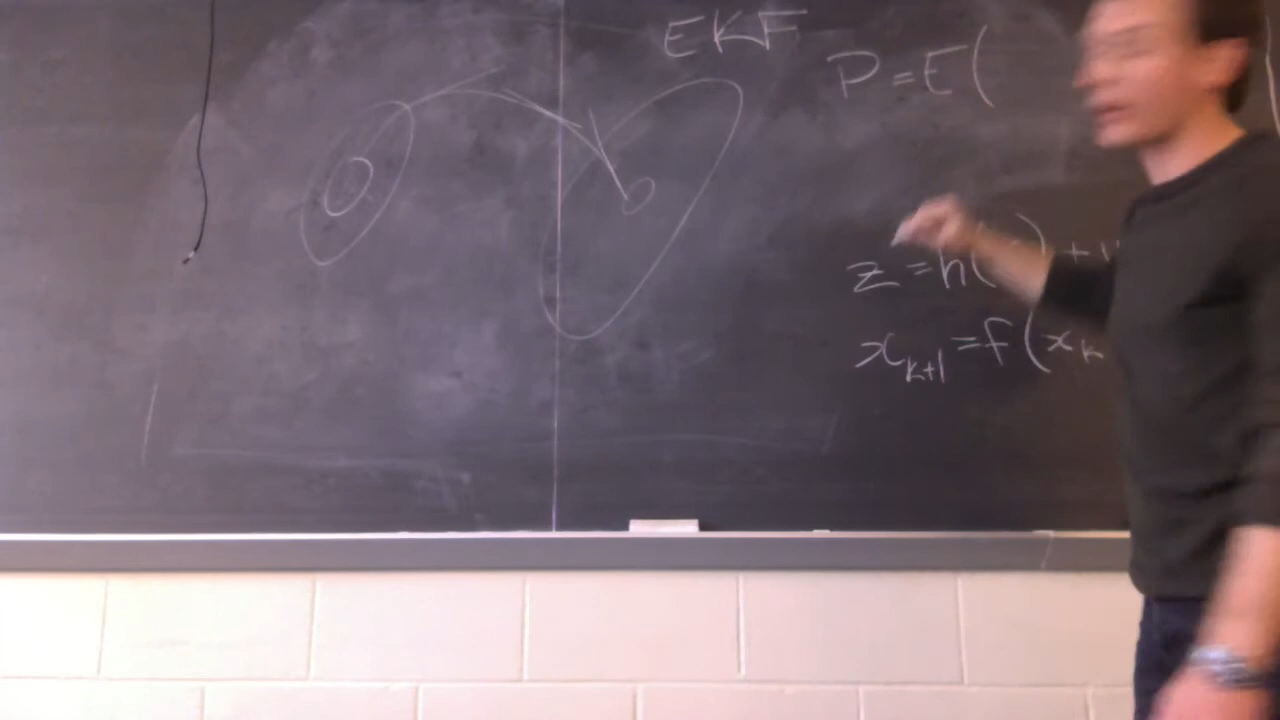 EKF
P = E(
z = h( ) +
x_{k+1} = f(x_k